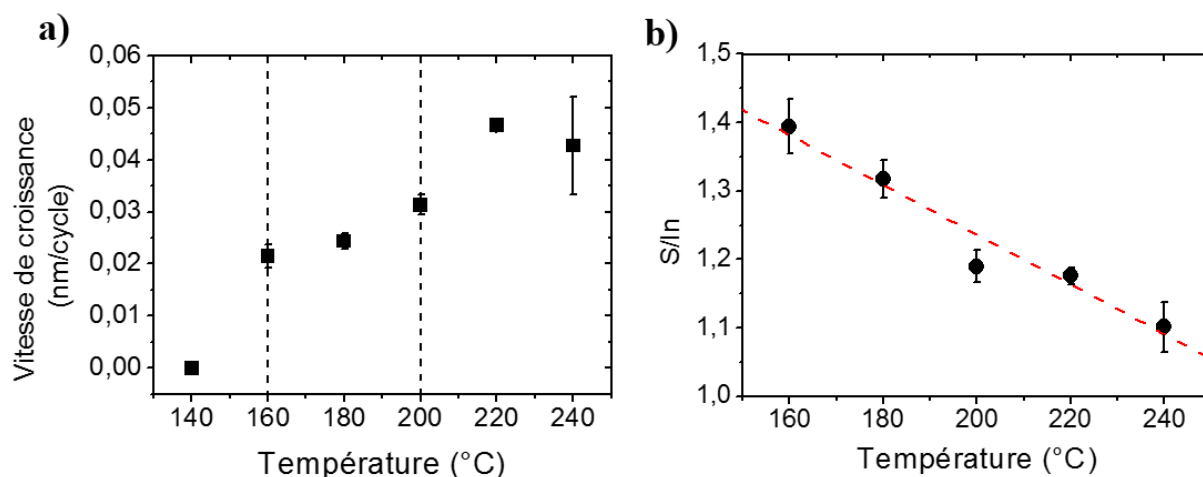 a)
Vitesse de croissance
(nm/cycle)
0,06
0,05
0,04
0,03
0,02
0,01
0,00
140 160 180 200 220 240
Température (°C)
b)
S/In
1,5
1,4
1,3
1,2
1,1
1,0
160 180 200 220 240
Température (°C)